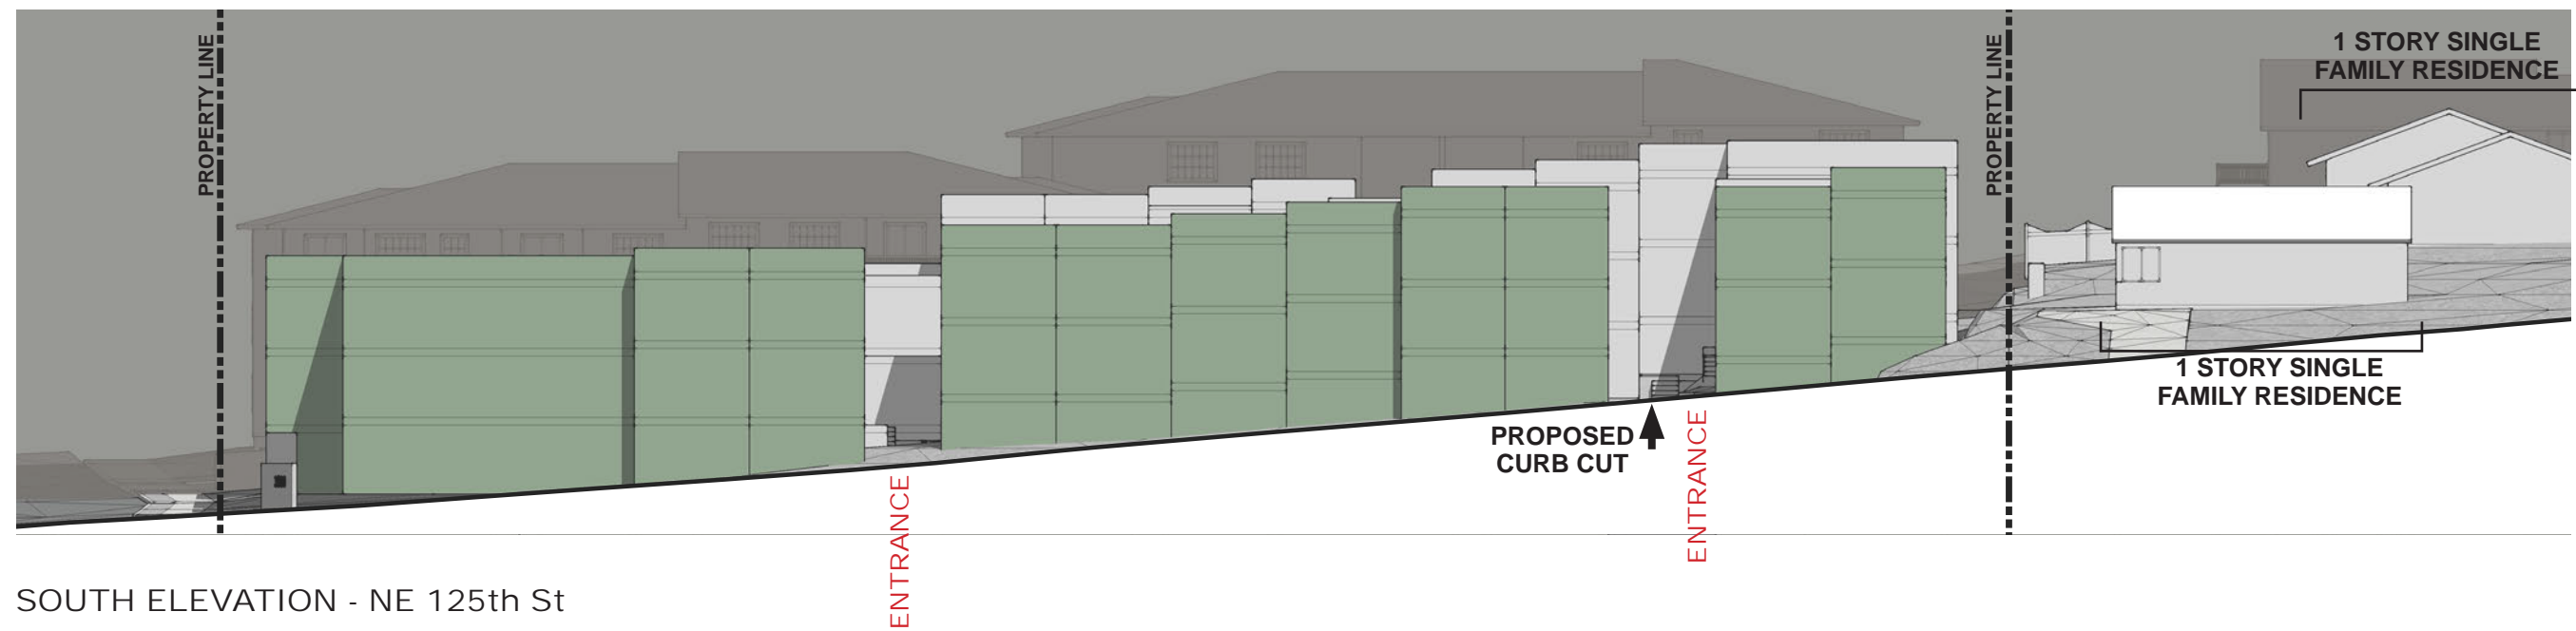 PROPERTY LINE
PROPERTY LINE
1 STORY SINGLE
FAMILY RESIDENCE
1 STORY SINGLE
FAMILY RESIDENCE
PROPOSED
CURB CUT
ENTRANCE
ENTRANCE
SOUTH ELEVATION - NE 125th St